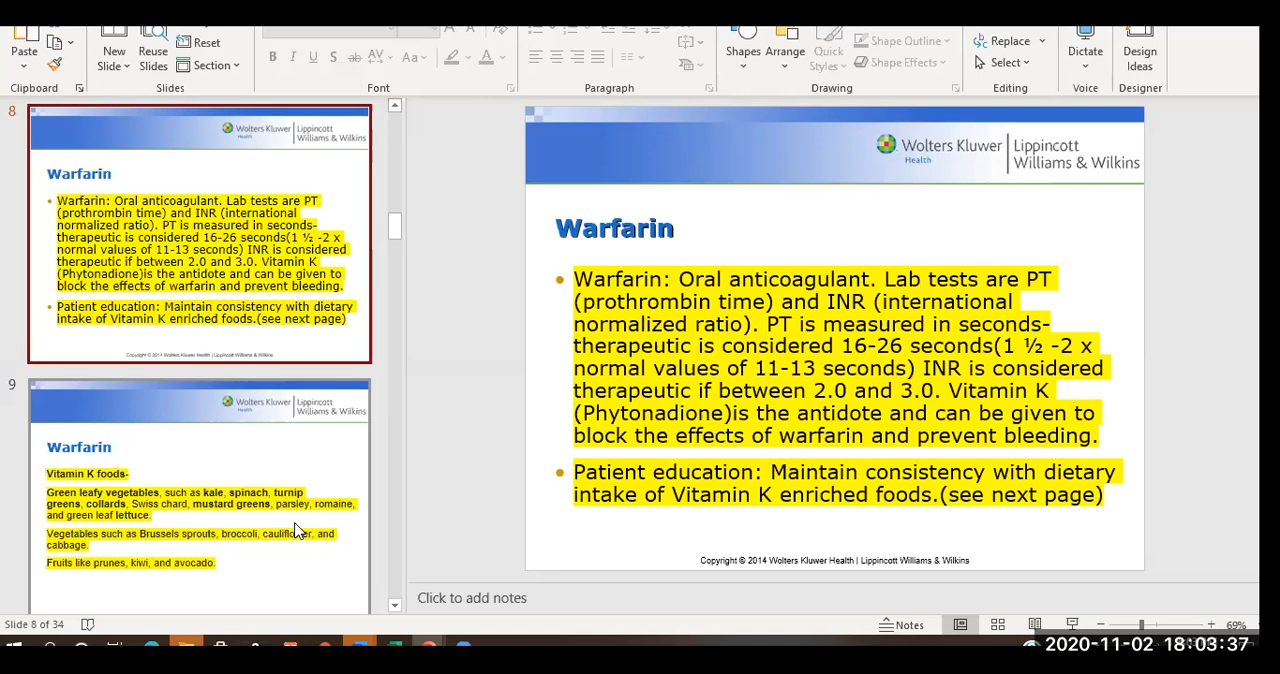 Paste
New
Slide
Reuse
Slides
Reset
Section
B I U S ab AV Aa A
Shapes
Arrange
Quick
Styles
Shape Outline
Shape Effects
Replace
Select
Dictate
Design
Ideas
Clipboard
Slides
Font
Paragraph
Drawing
Editing
Voice
Designer
8
Wolters Kluwer
Health
Lippincott
Williams & Wilkins
Warfarin
• Warfarin: Oral anticoagulant. Lab tests are PT
(prothrombin time) and INR (international
normalized ratio). PT is measured in seconds-
therapeutic is considered 16-26 seconds(1 ½ -2 x
normal values of 11-13 seconds) INR is considered
therapeutic if between 2.0 and 3.0. Vitamin K
(Phytonadione)is the antidote and can be given to
block the effects of warfarin and prevent bleeding.
• Patient education: Maintain consistency with dietary
intake of Vitamin K enriched foods.(see next page)
Copyright © 2014 Wolters Kluwer Health | Lippincott Williams & Wilkins
9
Wolters Kluwer
Health
Lippincott
Williams & Wilkins
Warfarin
Vitamin K foods-
Green leafy vegetables, such as kale, spinach, turnip
greens, collards, Swiss chard, mustard greens, parsley, romaine,
and green leaf lettuce.
Vegetables such as Brussels sprouts, broccoli, cauliflower, and
cabbage.
Fruits like prunes, kiwi, and avocado.
Wolters Kluwer
Health
Lippincott
Williams & Wilkins
Warfarin
• Warfarin: Oral anticoagulant. Lab tests are PT
(prothrombin time) and INR (international
normalized ratio). PT is measured in seconds-
therapeutic is considered 16-26 seconds(1 ½ -2 x
normal values of 11-13 seconds) INR is considered
therapeutic if between 2.0 and 3.0. Vitamin K
(Phytonadione)is the antidote and can be given to
block the effects of warfarin and prevent bleeding.
• Patient education: Maintain consistency with dietary
intake of Vitamin K enriched foods.(see next page)
Copyright © 2014 Wolters Kluwer Health | Lippincott Williams & Wilkins
Click to add notes
Slide 8 of 34
Notes
69%
2020-11-02 18:03:37